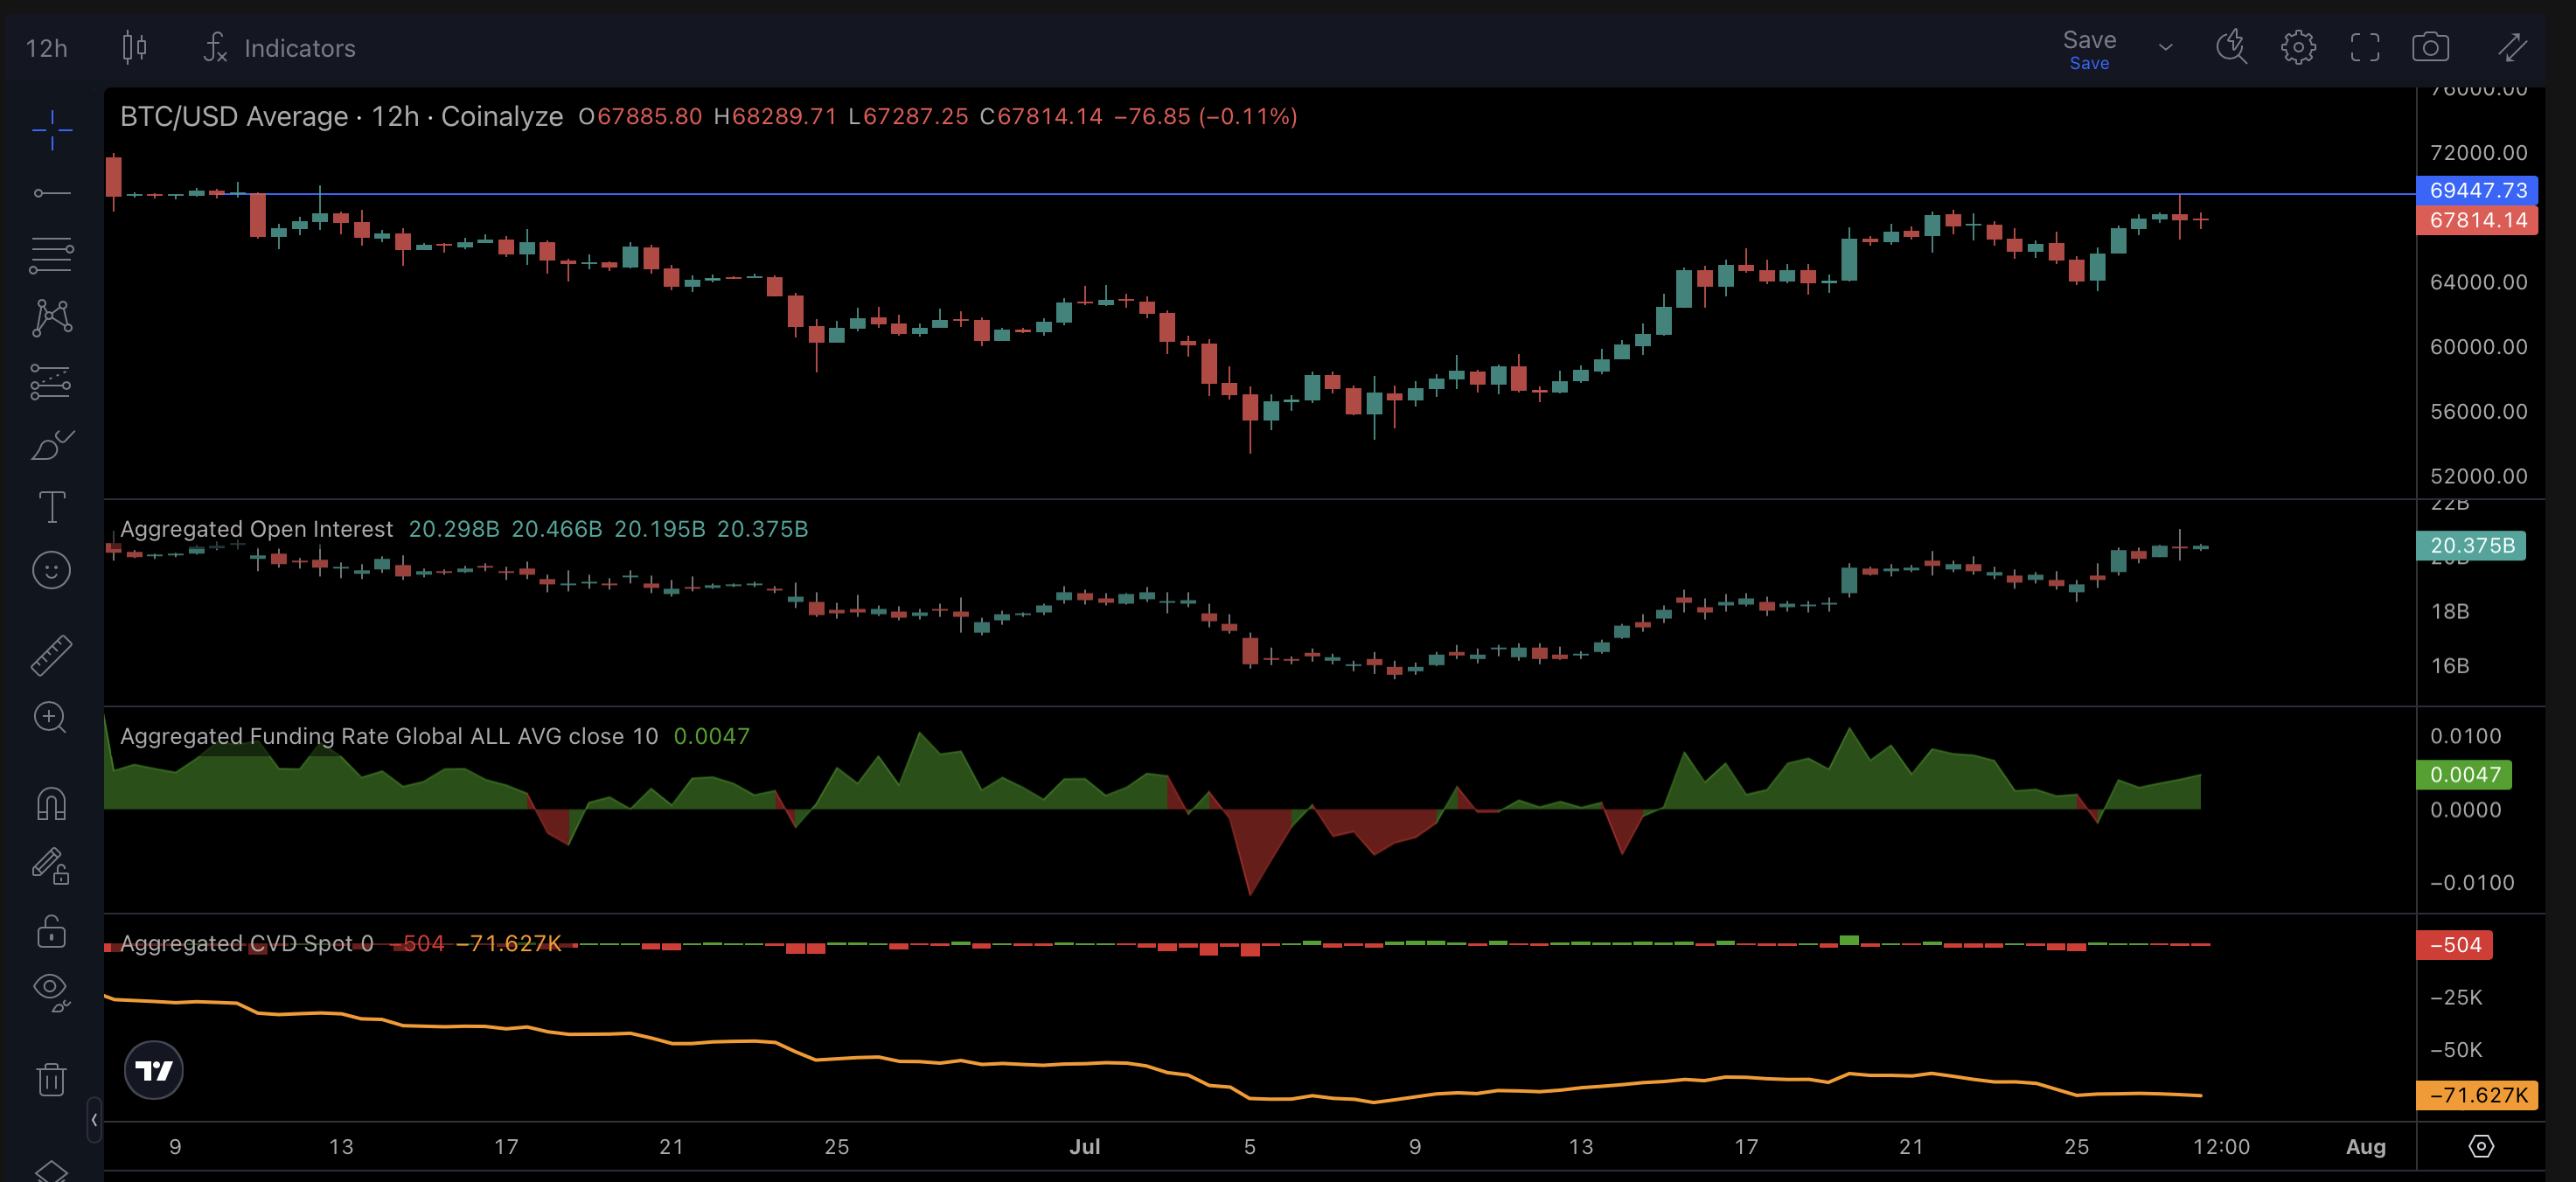 12h Indicators Save
Save
BTC/USD Average · 12h · Coinalyze O67885.80 H68289.71 L67287.25 C67814.14 −76.85 (−0.11%)
76000.00
72000.00
69447.73
67814.14
64000.00
60000.00
56000.00
52000.00
Aggregated Open Interest 20.298B 20.466B 20.195B 20.375B
22B
20.375B
20B
18B
16B
Aggregated Funding Rate Global ALL AVG close 10 0.0047
0.0100
0.0047
0.0000
−0.0100
Aggregated CVD Spot 0 −504 −71.627K
−504
−25K
−50K
−71.627K
9 13 17 21 25 Jul 5 9 13 17 21 25 12:00 Aug